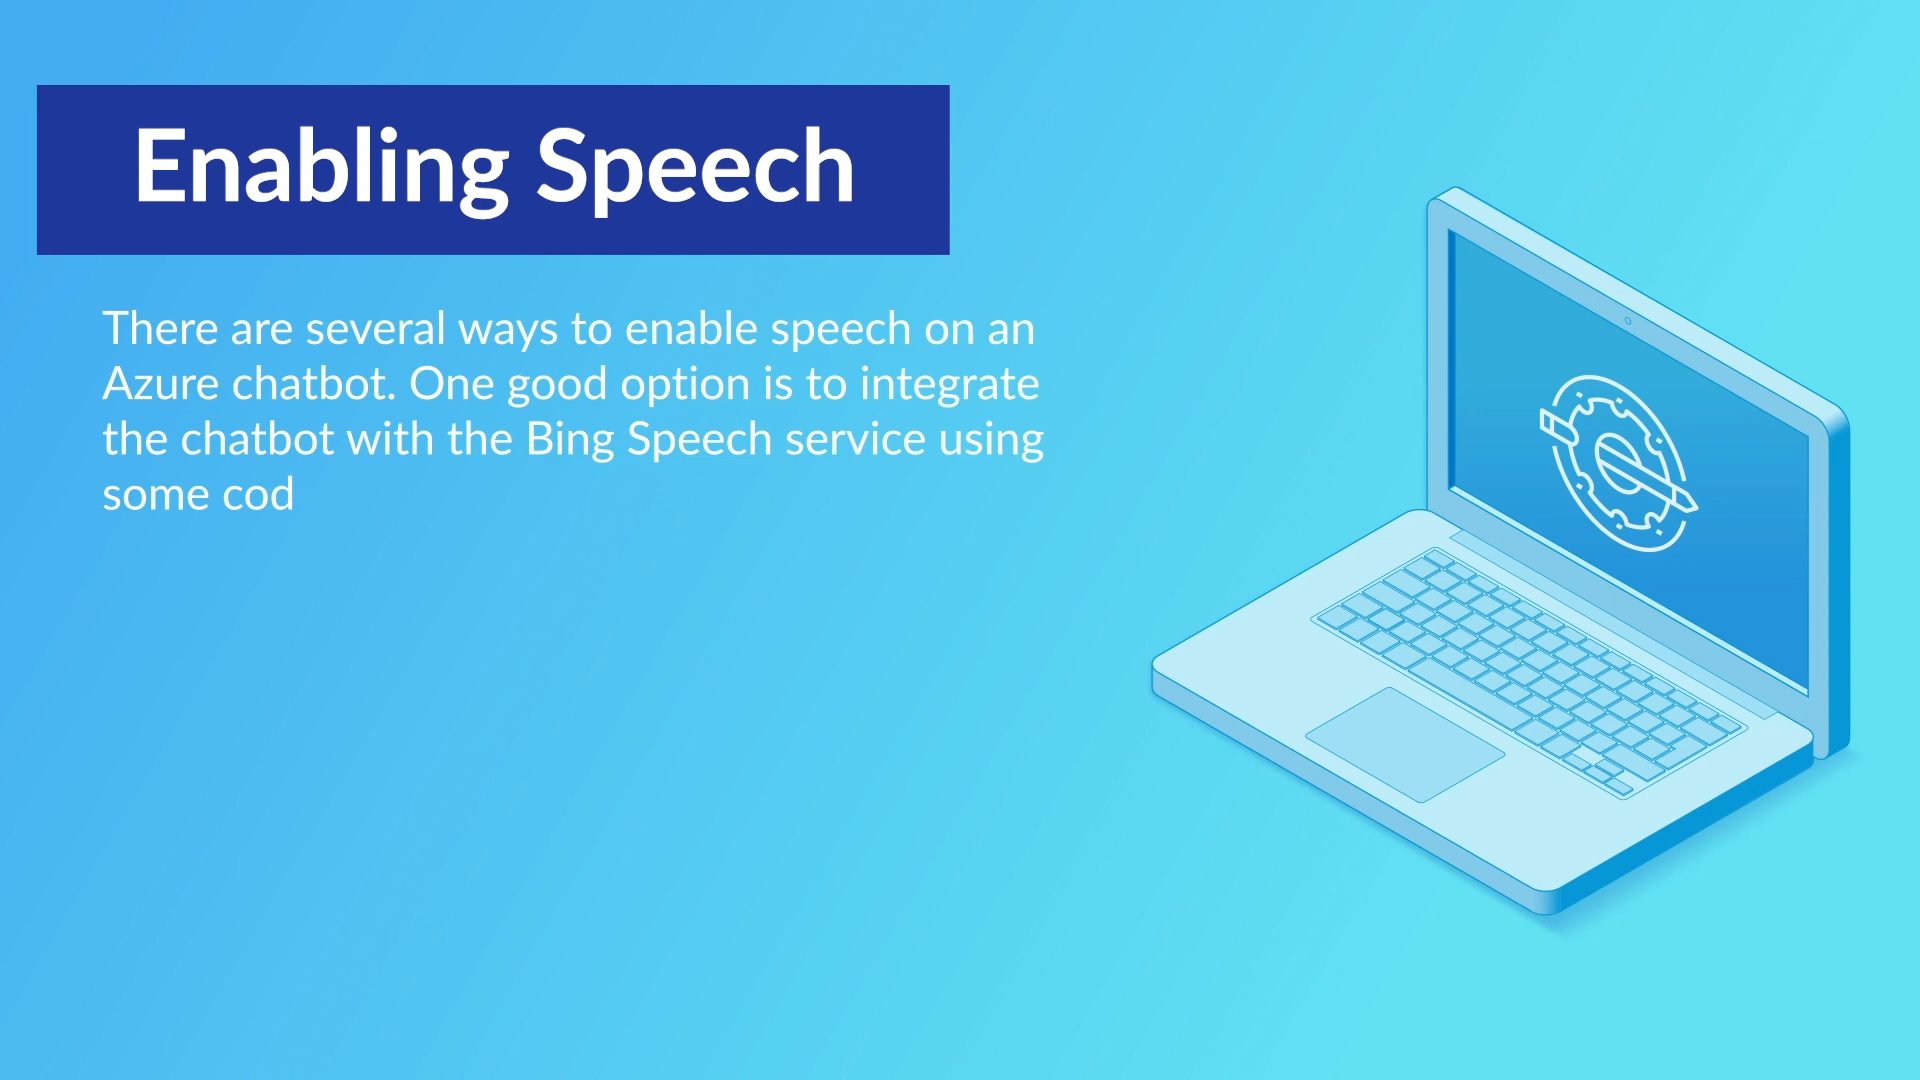 Enabling Speech
There are several ways to enable speech on an
Azure chatbot. One good option is to integrate
the chatbot with the Bing Speech service using
some cod